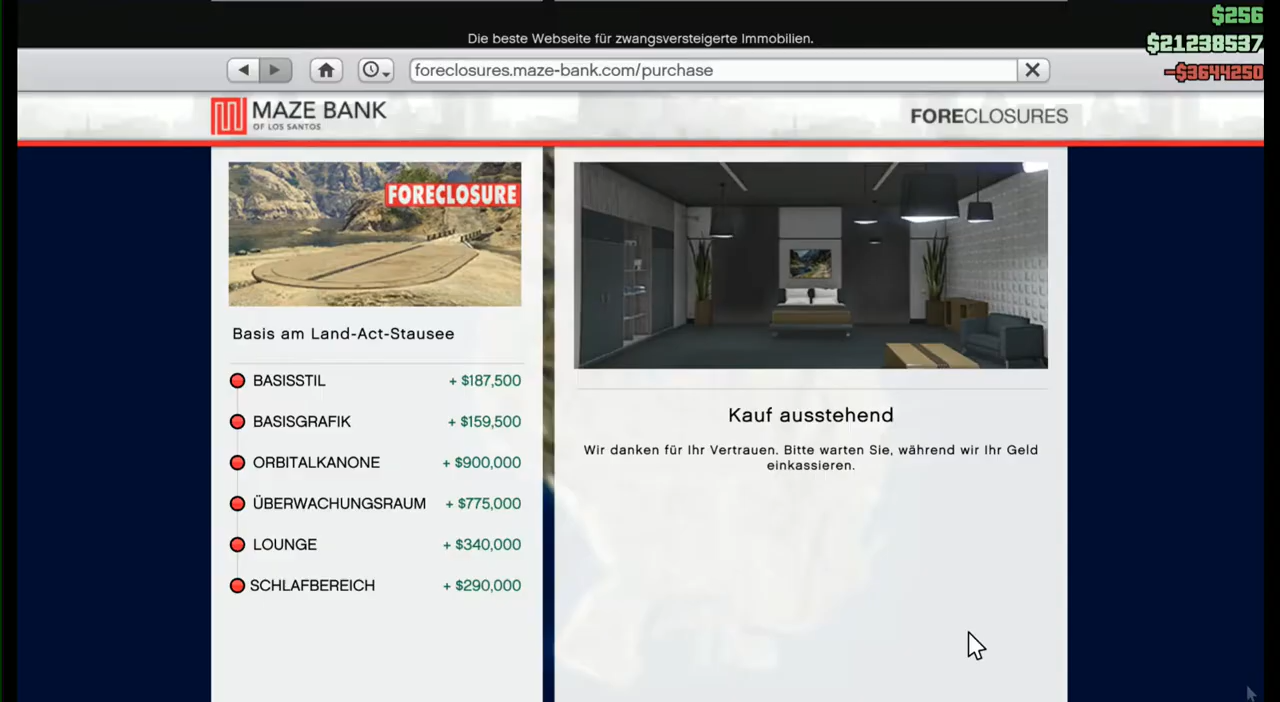 $256
Die beste Webseite für zwangsversteigerte Immobilien.
$21238537
foreclosures.maze-bank.com/purchase
-$3644250
MAZE BANK
OF LOS SANTOS
FORECLOSURES
FORECLOSURE
Basis am Land-Act-Stausee
BASISSTIL + $187,500
BASISGRAFIK + $159,500
ORBITALKANONE + $900,000
ÜBERWACHUNGSRAUM + $775,000
LOUNGE + $340,000
SCHLAFBEREICH + $290,000
Kauf ausstehend
Wir danken für Ihr Vertrauen. Bitte warten Sie, während wir Ihr Geld
einkassieren.